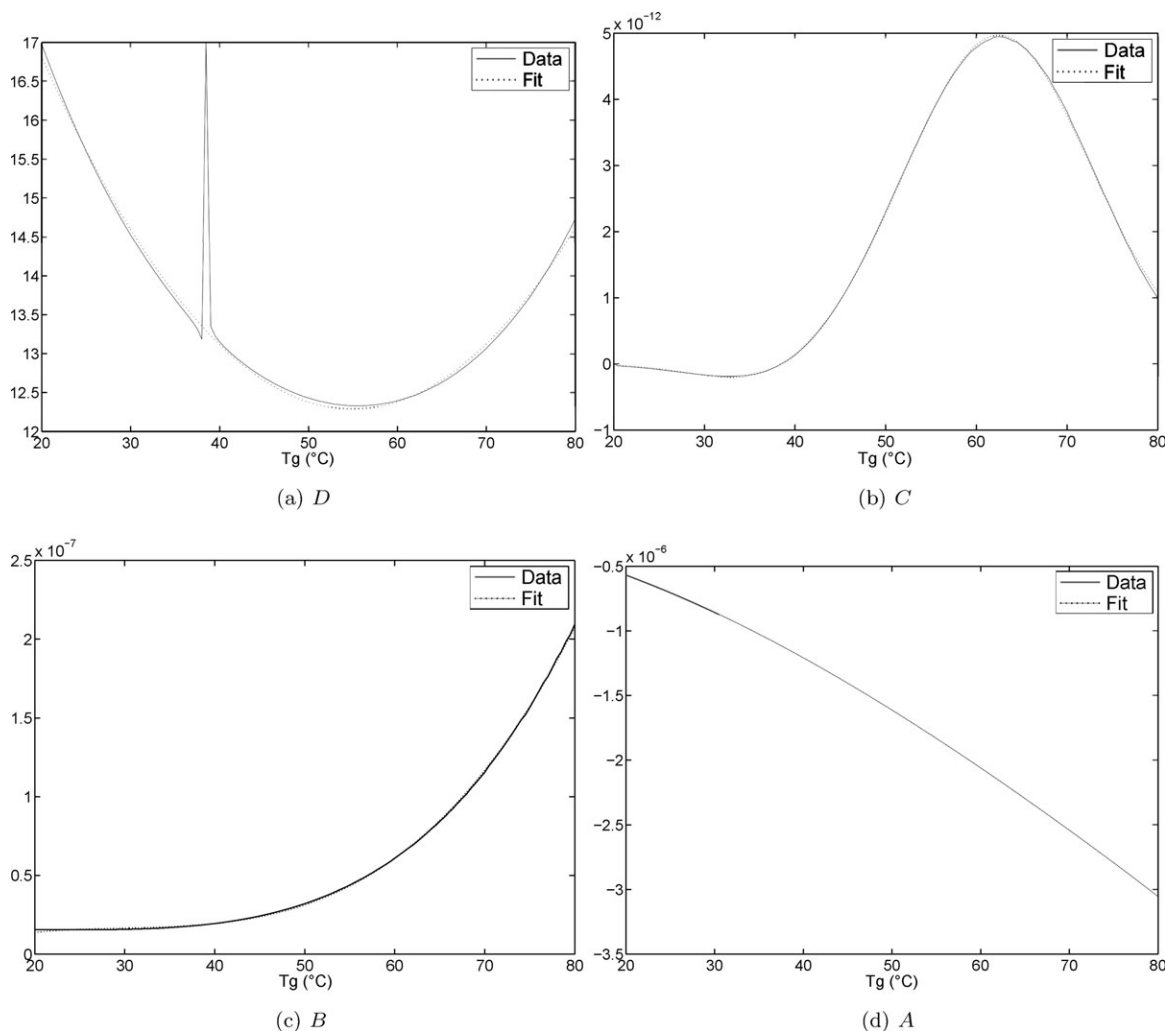 17
16.5
16
15.5
15
14.5
14
13.5
13
12.5
12
20 30 40 50 60 70 80
Tg (°C)
Data
Fit
(a) D
5 x 10^−12
4
3
2
1
0
−1
20 30 40 50 60 70 80
Tg (°C)
Data
Fit
(b) C
2.5 x 10^−7
2
1.5
1
0.5
0
20 30 40 50 60 70 80
Tg (°C)
Data
Fit
(c) B
−0.5 x 10^−6
−1
−1.5
−2
−2.5
−3
−3.5
20 30 40 50 60 70 80
Tg (°C)
Data
Fit
(d) A